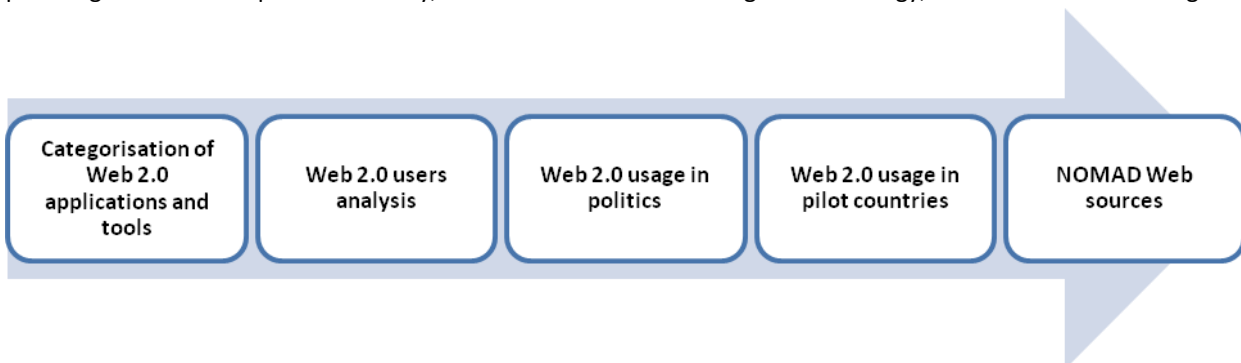 Categorisation of
Web 2.0
applications and
tools
Web 2.0 users
analysis
Web 2.0 usage in
politics
Web 2.0 usage in
pilot countries
NOMAD Web
sources